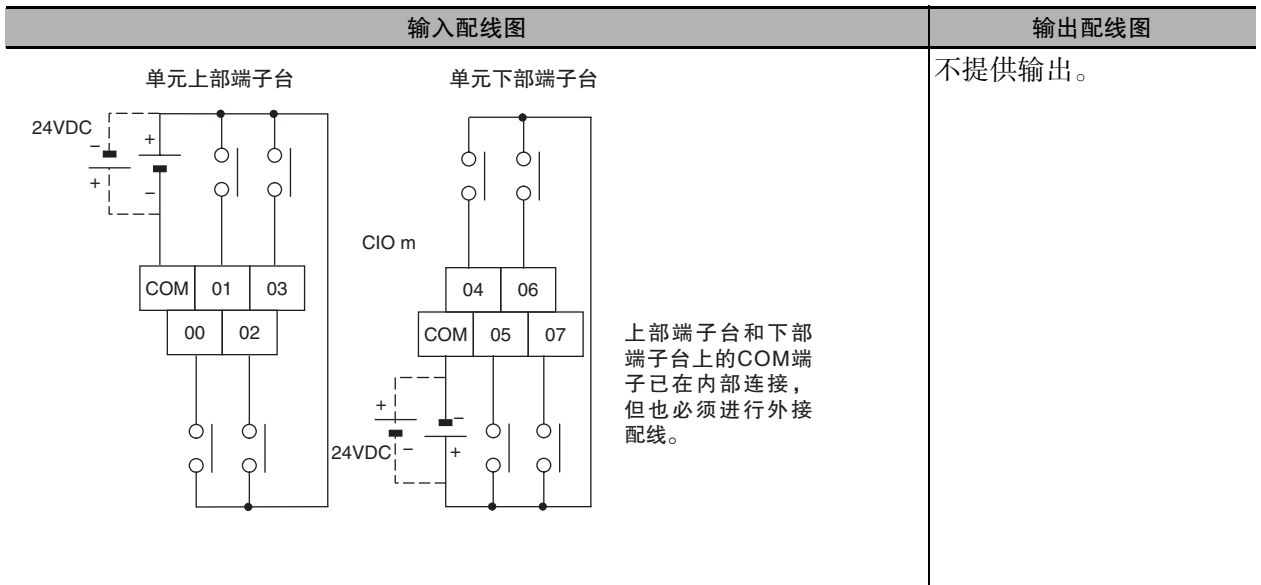 输入配线图
输出配线图
单元上部端子台
单元下部端子台
不提供输出。
24VDC
–
+
+
–
CIO m
COM 01 03
00 02
04 06
COM 05 07
+
–
24VDC
–
+
上部端子台和下部
端子台上的COM端
子已在内部连接，
但也必须进行外接
配线。